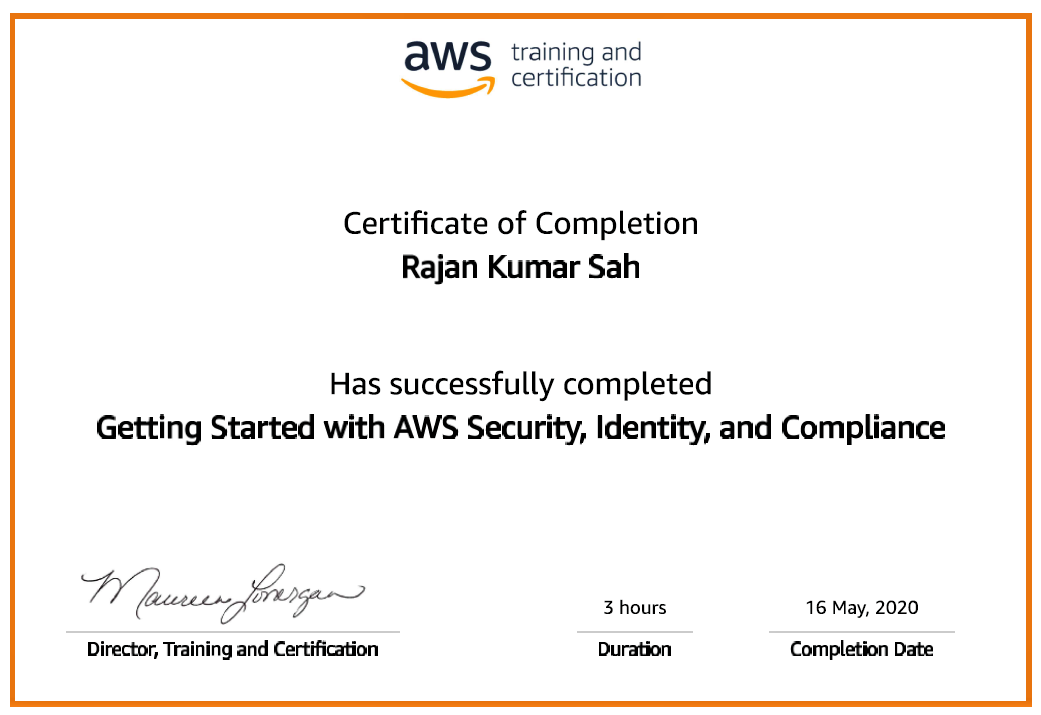 aws training and
certification
Certificate of Completion
Rajan Kumar Sah
Has successfully completed
Getting Started with AWS Security, Identity, and Compliance
Maureen Lonergan
3 hours
16 May, 2020
Director, Training and Certification
Duration
Completion Date